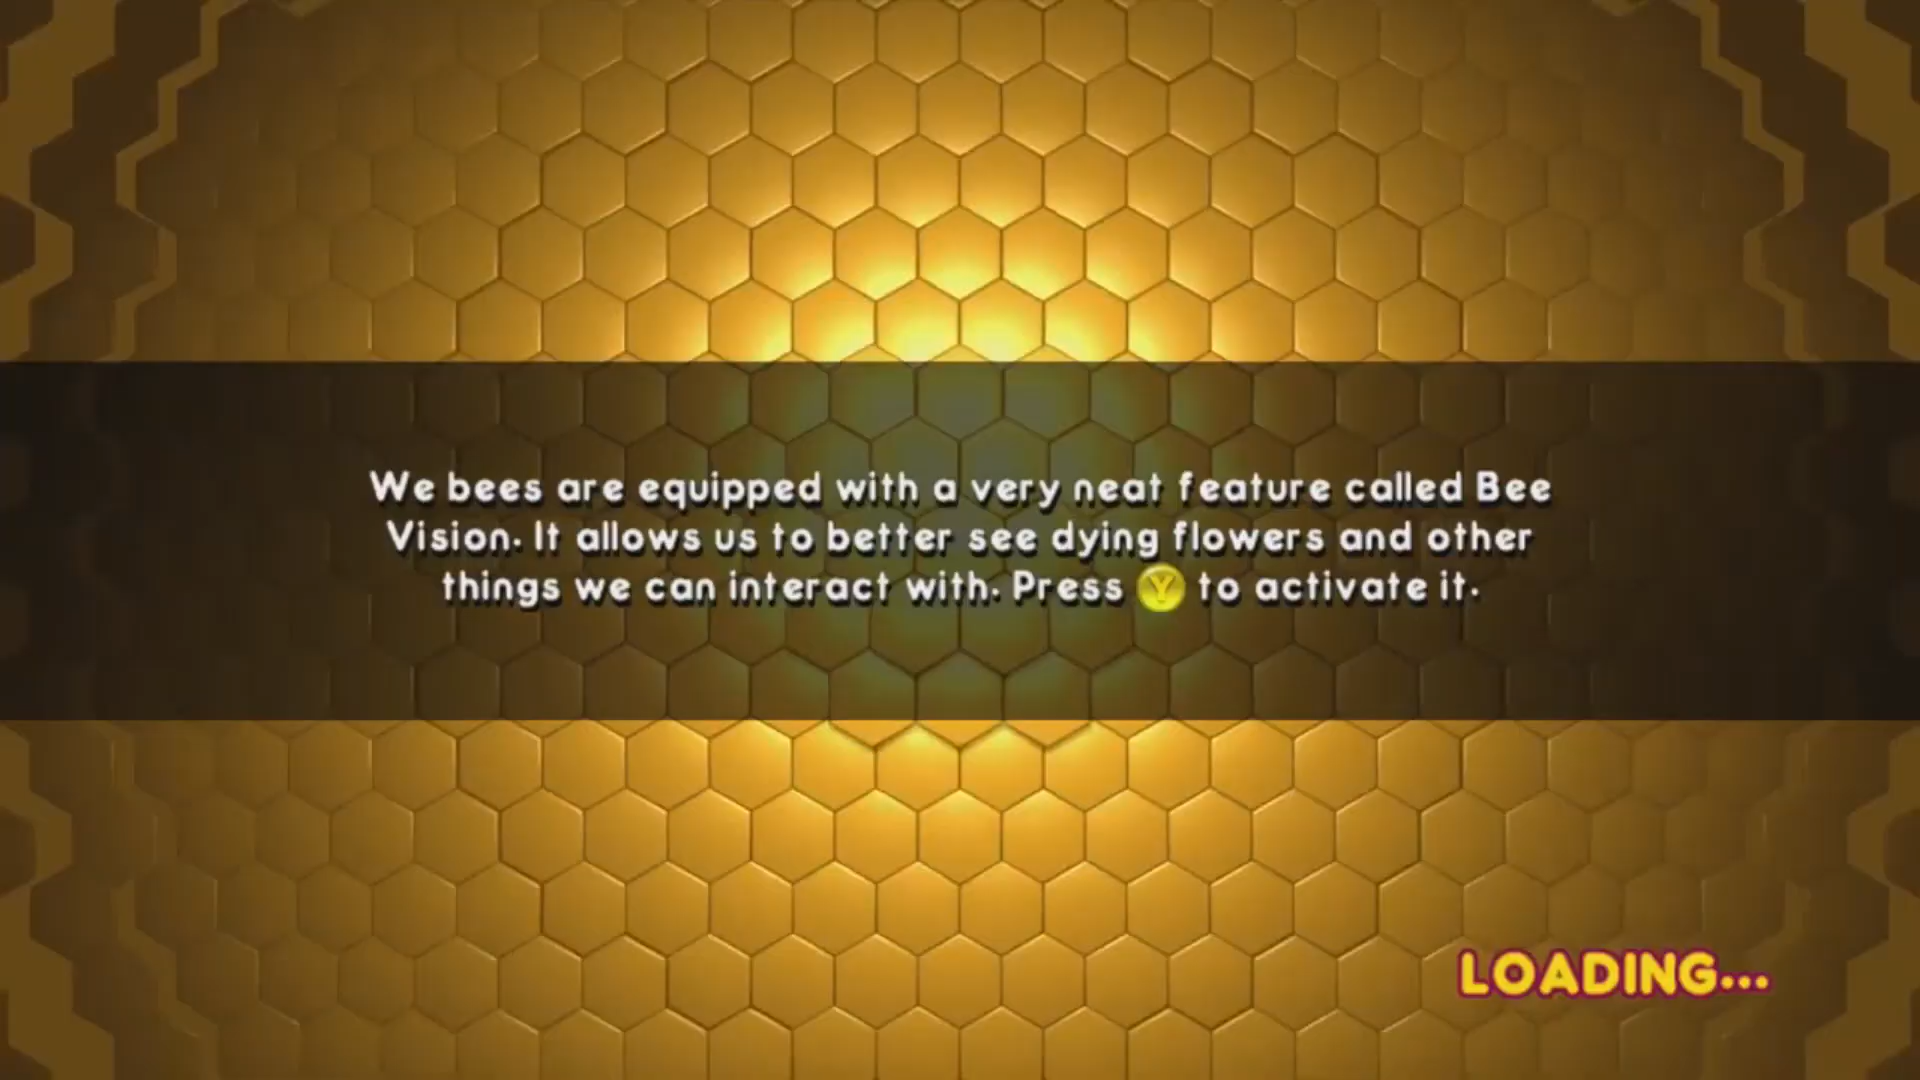 We bees are equipped with a very neat feature called Bee
Vision. It allows us to better see dying flowers and other
things we can interact with. Press Y to activate it.
LOADING...